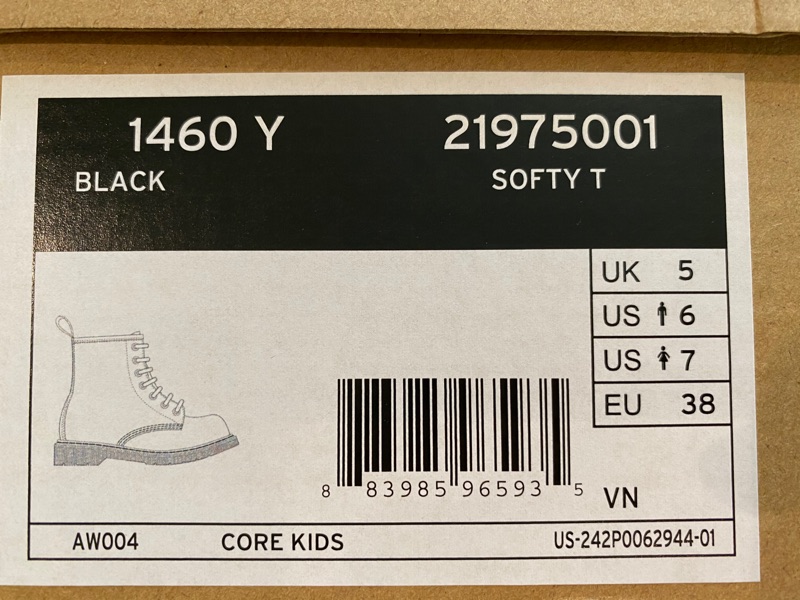 1460 Y 21975001
BLACK SOFTY T
UK 5
US 6
US 7
EU 38
8 83985 96593 5
VN
AW004 CORE KIDS US-242P0062944-01